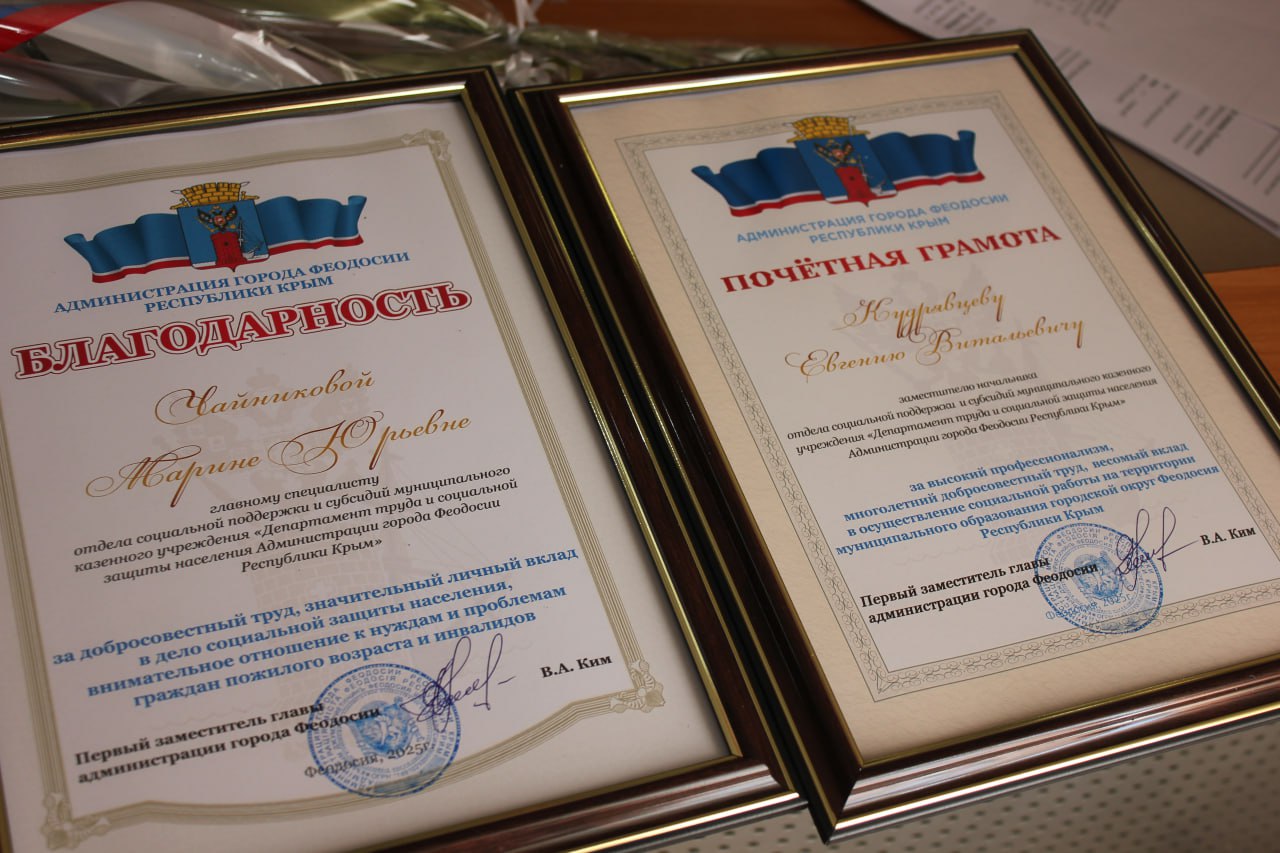 АДМИНИСТРАЦИЯ ГОРОДА ФЕОДОСИИ
РЕСПУБЛИКИ КРЫМ
БЛАГОДАРНОСТЬ
Чайниковой
Марине Юрьевне
главному специалисту
отдела социальной поддержки и субсидий муниципального
казенного учреждения «Департамент труда и социальной
защиты населения Администрации города Феодосии
Республики Крым»
за добросовестный труд, значительный личный вклад
в дело социальной защиты населения,
внимательное отношение к нуждам и проблемам
граждан пожилого возраста и инвалидов
Первый заместитель главы
администрации города Феодосии
В.А. Ким
Феодосия, 2025г.
АДМИНИСТРАЦИЯ ГОРОДА ФЕОДОСИИ
РЕСПУБЛИКИ КРЫМ
ПОЧЁТНАЯ ГРАМОТА
Кудрявцеву
Евгению Витальевичу
заместителю начальника
отдела социальной поддержки и субсидий муниципального казенного
учреждения «Департамент труда и социальной защиты населения
Администрации города Феодосии Республики Крым»
за высокий профессионализм,
многолетний добросовестный труд, весомый вклад
в осуществление социальной работы на территории
муниципального образования городской округ Феодосия
Республики Крым
Первый заместитель главы
администрации города Феодосии
В.А. Ким
Феодосия, 2025г.